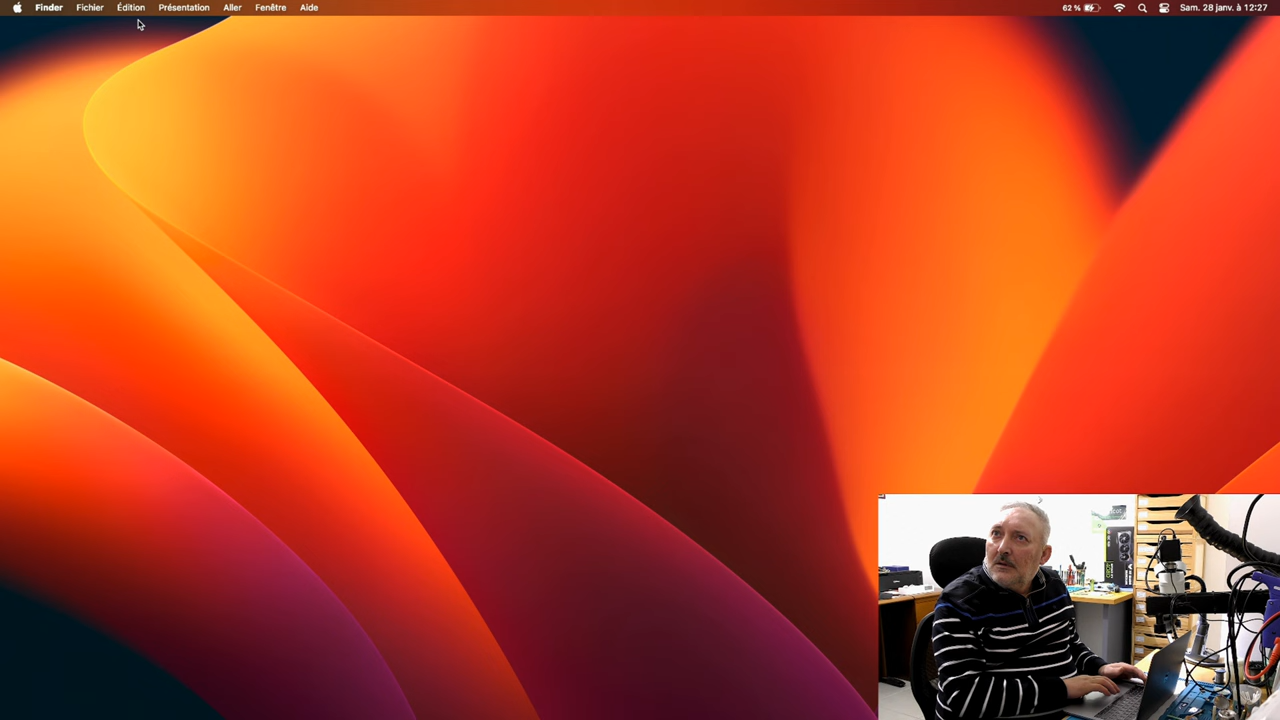 Finder Fichier Édition Présentation Aller Fenêtre Aide 62 % Sam. 28 janv. à 12:27